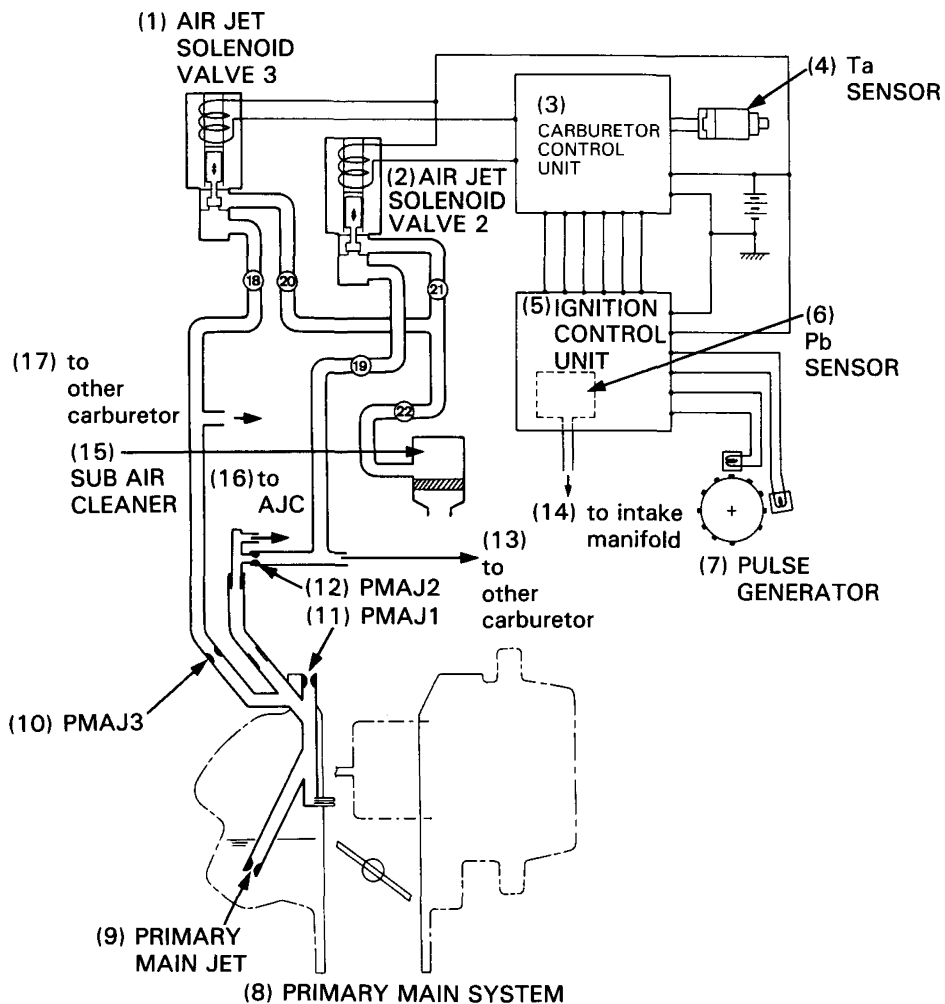 (1) AIR JET
SOLENOID
VALVE 3
(4) Ta
SENSOR
(3)
CARBURETOR
CONTROL
UNIT
(2) AIR JET
SOLENOID
VALVE 2
18
20
21
(5) IGNITION
CONTROL
UNIT
(6)
Pb
SENSOR
19
(17) to
other
carburetor
22
(15)
SUB AIR
CLEANER
(16) to
AJC
(14) to intake
manifold
(13)
to
other
carburetor
(7) PULSE
GENERATOR
(12) PMAJ2
(11) PMAJ1
(10) PMAJ3
(9) PRIMARY
MAIN JET
(8) PRIMARY MAIN SYSTEM